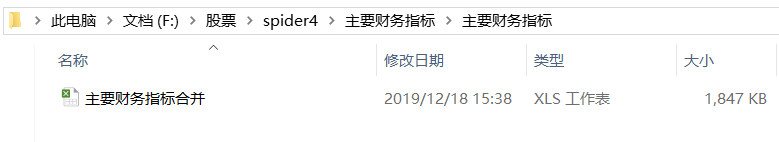 此电脑 > 文档 (F:) > 股票 > spider4 > 主要财务指标 > 主要财务指标
名称 修改日期 类型 大小
主要财务指标合并 2019/12/18 15:38 XLS 工作表 1,847 KB